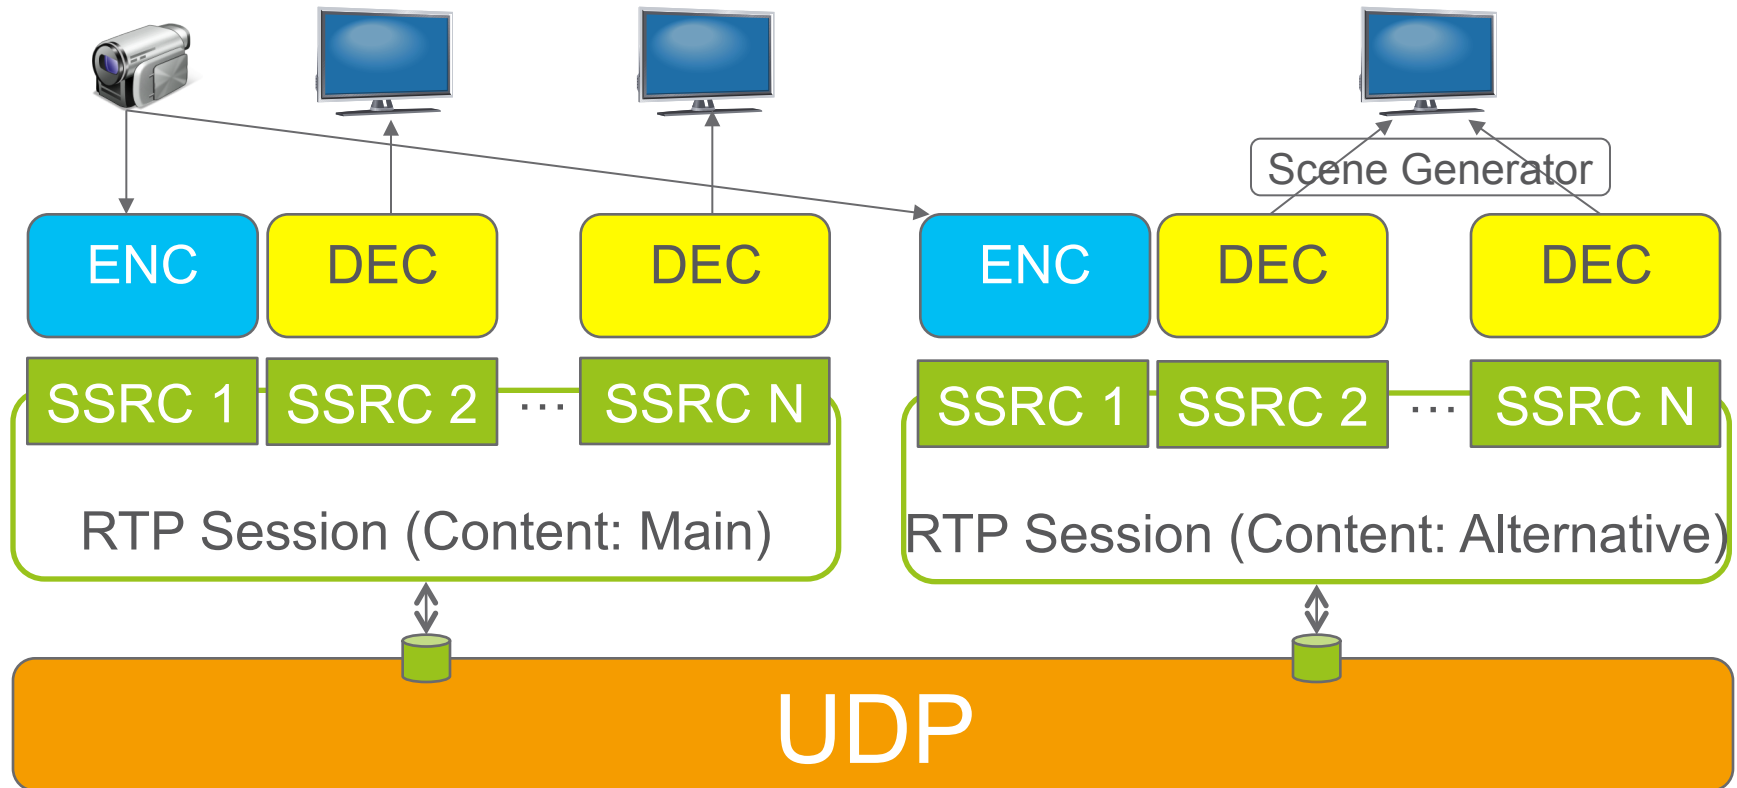 Scene Generator
ENC DEC DEC ENC DEC DEC
SSRC 1 SSRC 2 ... SSRC N SSRC 1 SSRC 2 ... SSRC N
RTP Session (Content: Main) RTP Session (Content: Alternative)
UDP